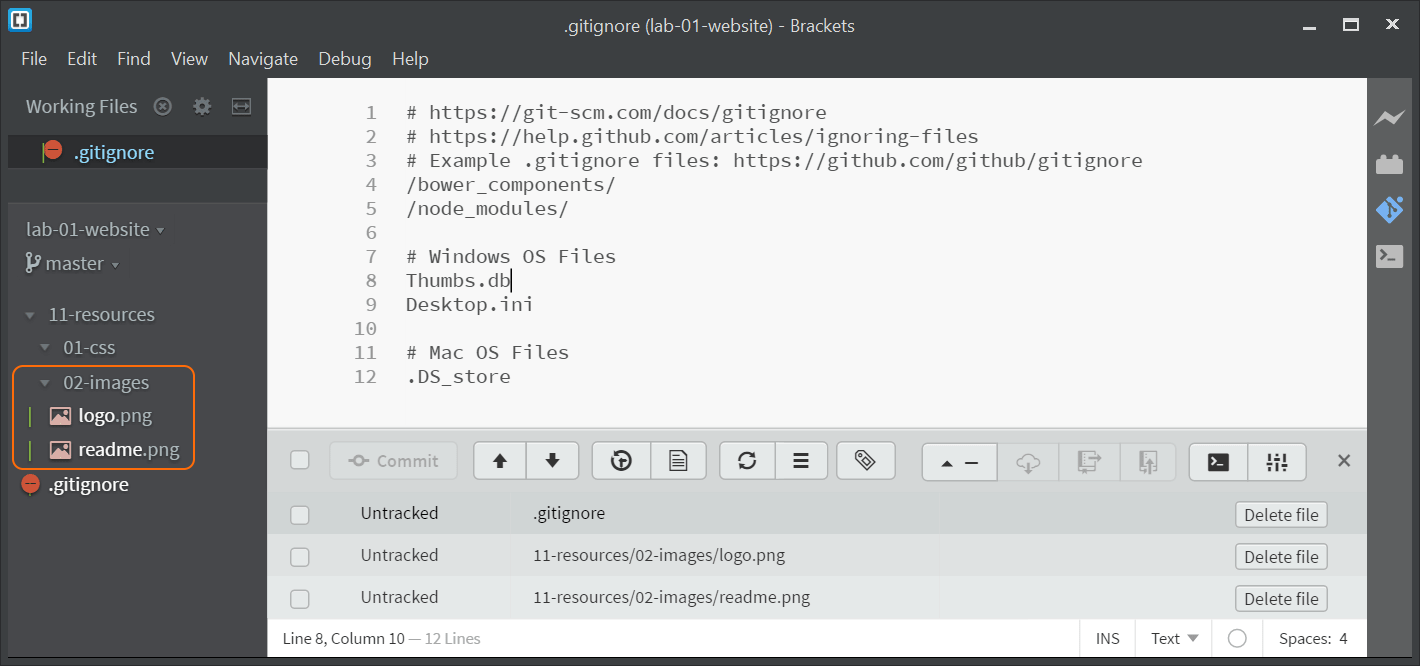 .gitignore (lab-01-website) - Brackets
File Edit Find View Navigate Debug Help
Working Files
.gitignore
lab-01-website
master
11-resources
01-css
02-images
logo.png
readme.png
.gitignore
1 # https://git-scm.com/docs/gitignore
2 # https://help.github.com/articles/ignoring-files
3 # Example .gitignore files: https://github.com/github/gitignore
4 /bower_components/
5 /node_modules/
6
7 # Windows OS Files
8 Thumbs.db
9 Desktop.ini
10
11 # Mac OS Files
12 .DS_store
Commit
Untracked .gitignore Delete file
Untracked 11-resources/02-images/logo.png Delete file
Untracked 11-resources/02-images/readme.png Delete file
Line 8, Column 10 — 12 Lines INS Text Spaces: 4